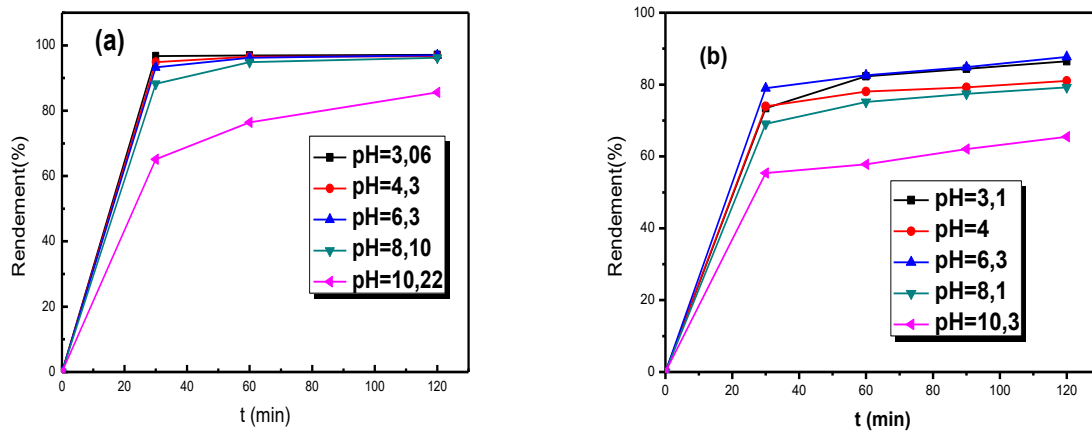 (a)
100
80
60
40
20
0
Rendement(%)
pH=3,06
pH=4,3
pH=6,3
pH=8,10
pH=10,22
0 20 40 60 80 100 120
t (min)
(b)
100
80
60
40
20
0
Rendement(%)
pH=3,1
pH=4
pH=6,3
pH=8,1
pH=10,3
0 20 40 60 80 100 120
t (min)